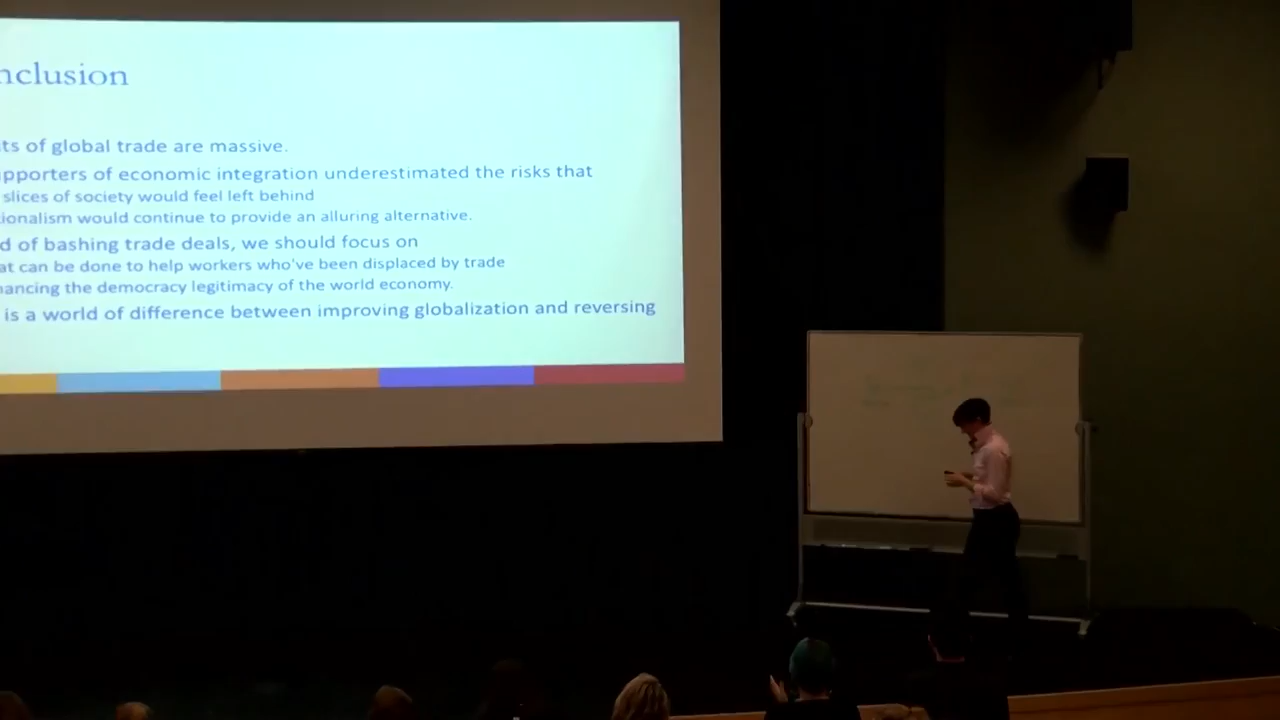 nclusion
ts of global trade are massive.
pporters of economic integration underestimated the risks that
slices of society would feel left behind
ionalism would continue to provide an alluring alternative.
d of bashing trade deals, we should focus on
at can be done to help workers who've been displaced by trade
ancing the democracy legitimacy of the world economy.
is a world of difference between improving globalization and reversing